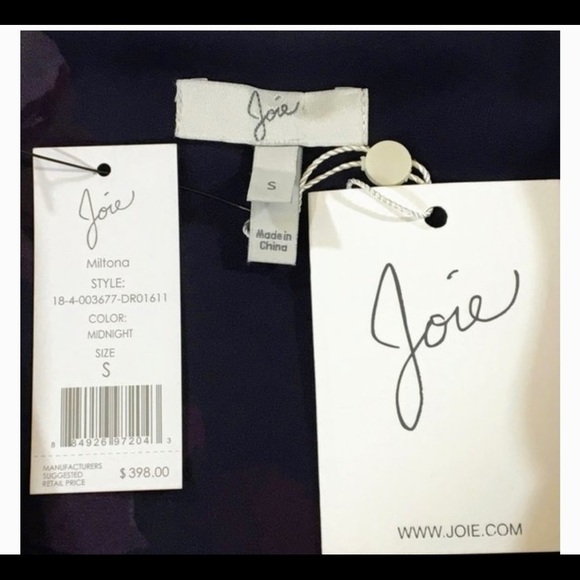 Joie
S
Made in
China
Joie
Miltona
STYLE:
18-4-003677-DR01611
COLOR:
MIDNIGHT
SIZE
S
8 84926 97204 3
MANUFACTURERS
SUGGESTED
RETAIL PRICE
$398.00
Joie
WWW.JOIE.COM